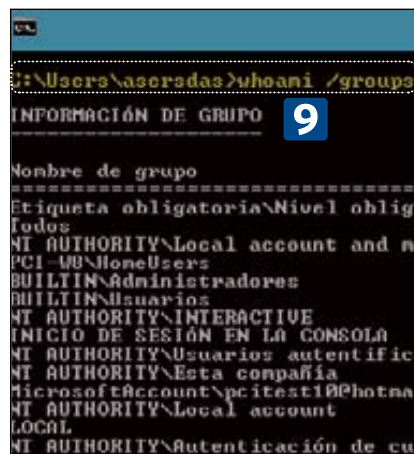 C:\Users\asersdas>whoami /groups
INFORMACIÓN DE GRUPO
--------------------
9
Nombre de grupo
================================
Etiqueta obligatoria\Nivel oblig
Todos
NT AUTHORITY\Local account and m
PCI-W8\HomeUsers
BUILTIN\Administradores
BUILTIN\Usuarios
NT AUTHORITY\INTERACTIVE
INICIO DE SESIÓN EN LA CONSOLA
NT AUTHORITY\Usuarios autentific
NT AUTHORITY\Esta compañía
MicrosoftAccount\pcitest10@hotma
NT AUTHORITY\Local account
LOCAL
NT AUTHORITY\Autenticación de cu